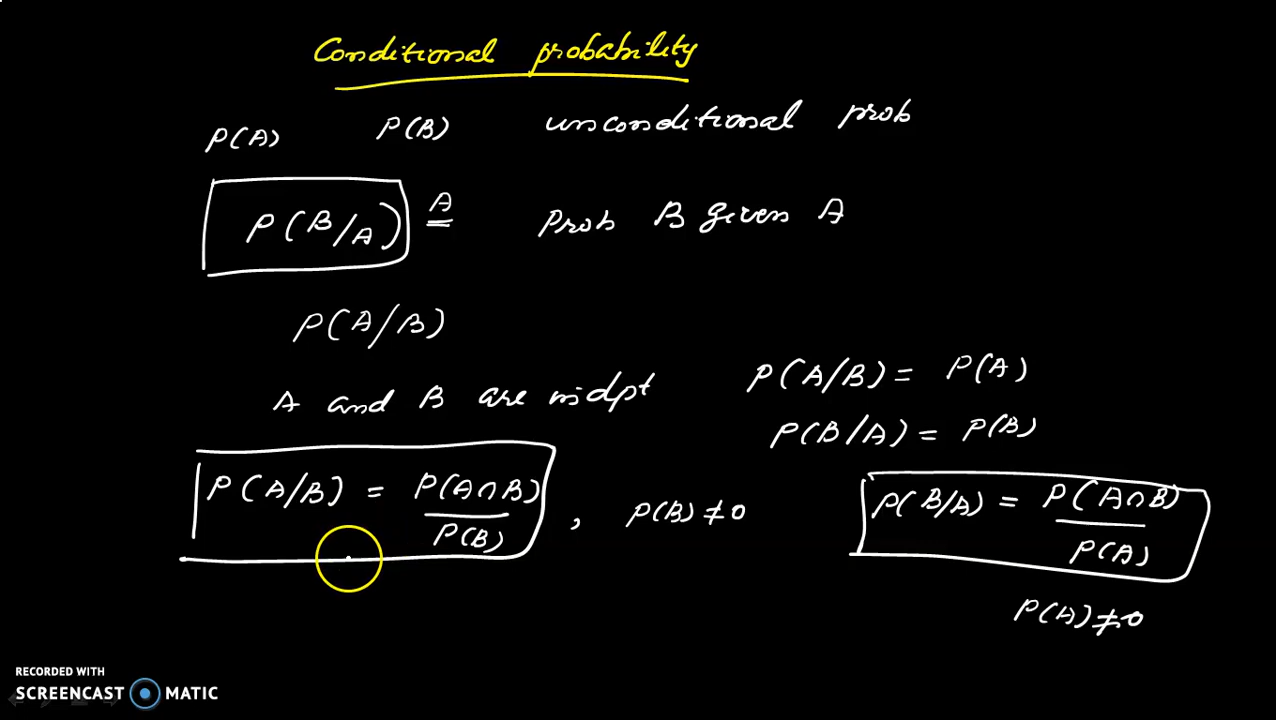 Conditional probability
P(A) P(B) unconditional prob
P(B/A) A Prob B given A
P(A/B)
A and B are indpt P(A/B) = P(A)
P(B/A) = P(B)
P(A/B) = P(A∩B) / P(B) , P(B) ≠ 0 P(B/A) = P(A∩B) / P(A)
P(A) ≠ 0
RECORDED WITH
SCREENCAST MATIC